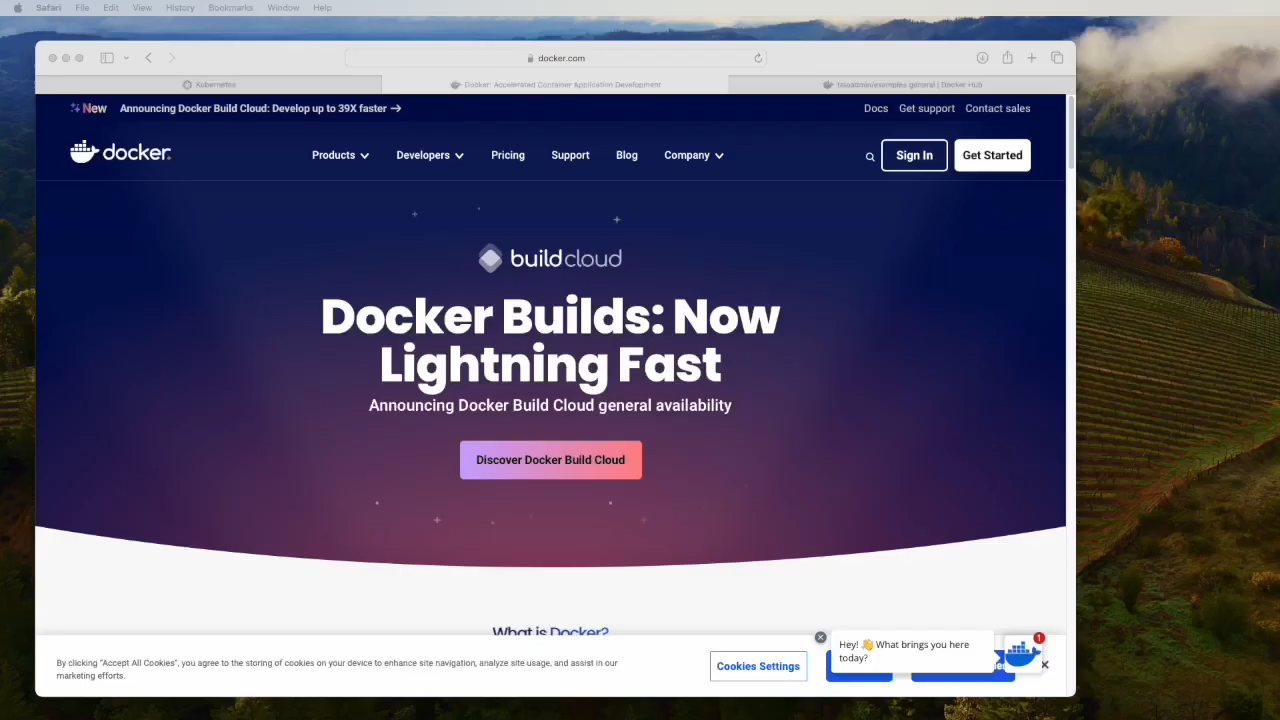 Safari File Edit View History Bookmarks Window Help
docker.com
Kubernetes
Docker: Accelerated Container Application Development
general | Docker Hub
New Announcing Docker Build Cloud: Develop up to 39X faster →
Docs Get support Contact sales
docker
Products Developers Pricing Support Blog Company
Sign In Get Started
build cloud
Docker Builds: Now
Lightning Fast
Announcing Docker Build Cloud general availability
Discover Docker Build Cloud
What is Docker?
By clicking "Accept All Cookies", you agree to the storing of cookies on your device to enhance site navigation, analyze site usage, and assist in our
marketing efforts.
Cookies Settings
Hey! 👋 What brings you here
today?
1